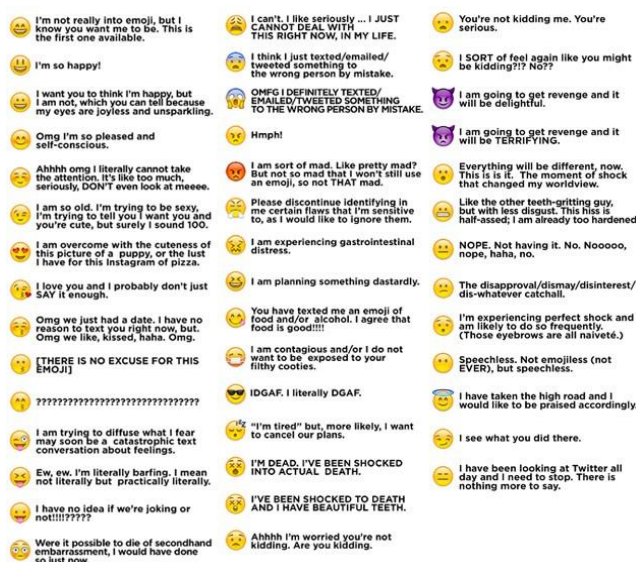 I'm not really into emoji, but I
know you want me to be. This is
the first one available.
I'm so happy!
I want you to think I'm happy, but
I am not, which you can tell because
my eyes are joyless and unsparkling.
Omg I'm so pleased and
self-conscious.
Ahhhh omg I literally cannot take
the attention. It's like too much,
seriously, DON'T even look at meeee.
I am so old. I'm trying to be sexy,
I'm trying to tell you I want you and
you're cute, but surely I sound 100.
I am overcome with the cuteness of
this picture of a puppy, or the lust
I have for this Instagram of pizza.
I love you and I probably don't just
SAY it enough.
Omg we just had a date. I have no
reason to text you right now, but.
Omg we like, kissed, haha. Omg.
[THERE IS NO EXCUSE FOR THIS
EMOJI]
????????????????????????????????
I am trying to diffuse what I fear
may soon be a catastrophic text
conversation about feelings.
Ew, ew. I'm literally barfing. I mean
not literally but practically literally.
I have no idea if we're joking or
not!!!!?????
Were it possible to die of secondhand
embarrassment, I would have done
so just now.
I can't. I like seriously ... I JUST
CANNOT DEAL WITH
THIS RIGHT NOW, IN MY LIFE.
I think I just texted/emailed/
tweeted something to
the wrong person by mistake.
OMFG I DEFINITELY TEXTED/
EMAILED/TWEETED SOMETHING
TO THE WRONG PERSON BY MISTAKE.
Hmph!
I am sort of mad. Like pretty mad?
But not so mad that I won't still use
an emoji, so not THAT mad.
Please discontinue identifying in
me certain flaws that I'm sensitive
to, as I would like to ignore them.
I am experiencing gastrointestinal
distress.
I am planning something dastardly.
You have texted me an emoji of
food and/or alcohol. I agree that
food is good!!!!
I am contagious and/or I do not
want to be exposed to your
filthy cooties.
IDGAF. I literally DGAF.
"I'm tired" but, more likely, I want
to cancel our plans.
I'M DEAD. I'VE BEEN SHOCKED
INTO ACTUAL DEATH.
I'VE BEEN SHOCKED TO DEATH
AND I HAVE BEAUTIFUL TEETH.
Ahhhh I'm worried you're not
kidding. Are you kidding.
You're not kidding me. You're
serious.
I SORT of feel again like you might
be kidding?!? No??
I am going to get revenge and it
will be delightful.
I am going to get revenge and it
will be TERRIFYING.
Everything will be different, now.
This is is it. The moment of shock
that changed my worldview.
Like the other teeth-gritting guy,
but with less disgust. This hiss is
half-assed; I am already too hardened
NOPE. Not having it. No. Nooooo,
nope, haha, no.
The disapproval/dismay/disinterest/
dis-whatever catchall.
I'm experiencing perfect shock and
am likely to do so frequently.
(Those eyebrows are all naiveté.)
Speechless. Not emojiless (not
EVER), but speechless.
I have taken the high road and I
would like to be praised accordingly.
I see what you did there.
I have been looking at Twitter all
day and I need to stop. There is
nothing more to say.